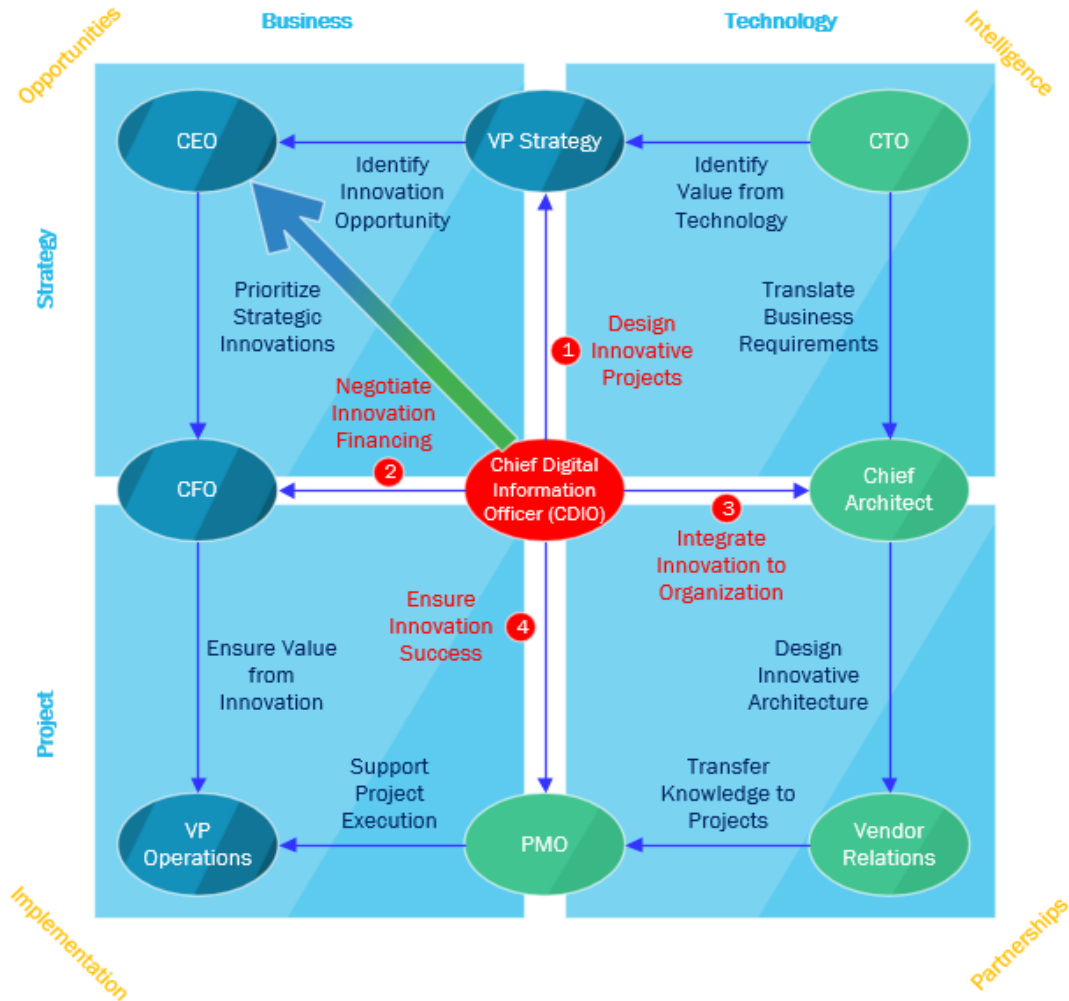 Business
Technology
Opportunities
Intelligence
CEO
VP Strategy
CTO
Identify
Innovation
Opportunity
Identify
Value from
Technology
Strategy
Prioritize
Strategic
Innovations
1
Design
Innovative
Projects
Translate
Business
Requirements
Negotiate
Innovation
Financing
2
CFO
Chief Digital
Information
Officer (CDIO)
Chief
Architect
3
Integrate
Innovation to
Organization
Ensure
Innovation
Success
4
Project
Ensure Value
from
Innovation
Design
Innovative
Architecture
Support
Project
Execution
Transfer
Knowledge to
Projects
VP
Operations
PMO
Vendor
Relations
Implementation
Partnerships